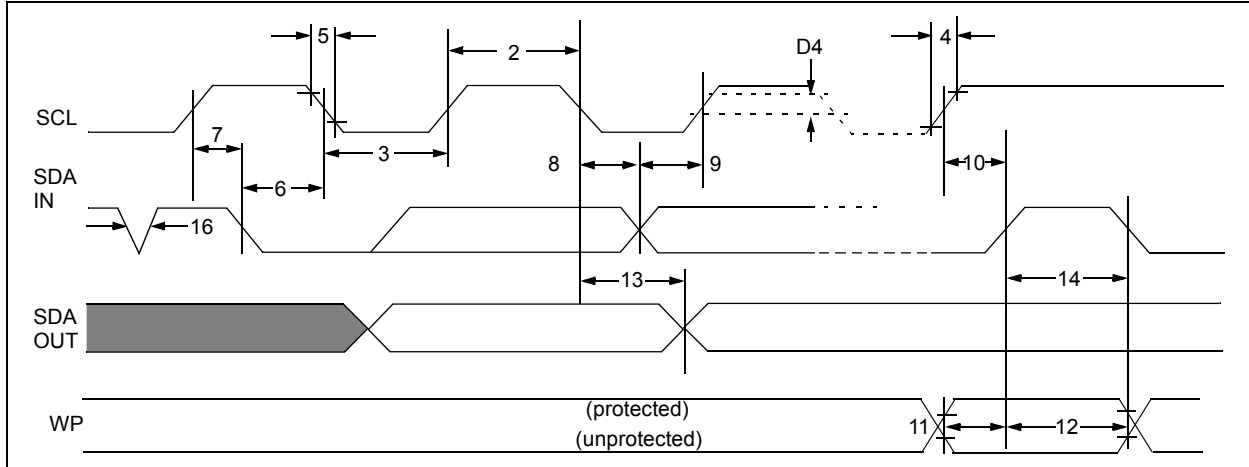 5
2
D4
4
SCL
7
3
8
9
10
SDA
IN
6
16
13
14
SDA
OUT
WP
(protected)
(unprotected)
11
12